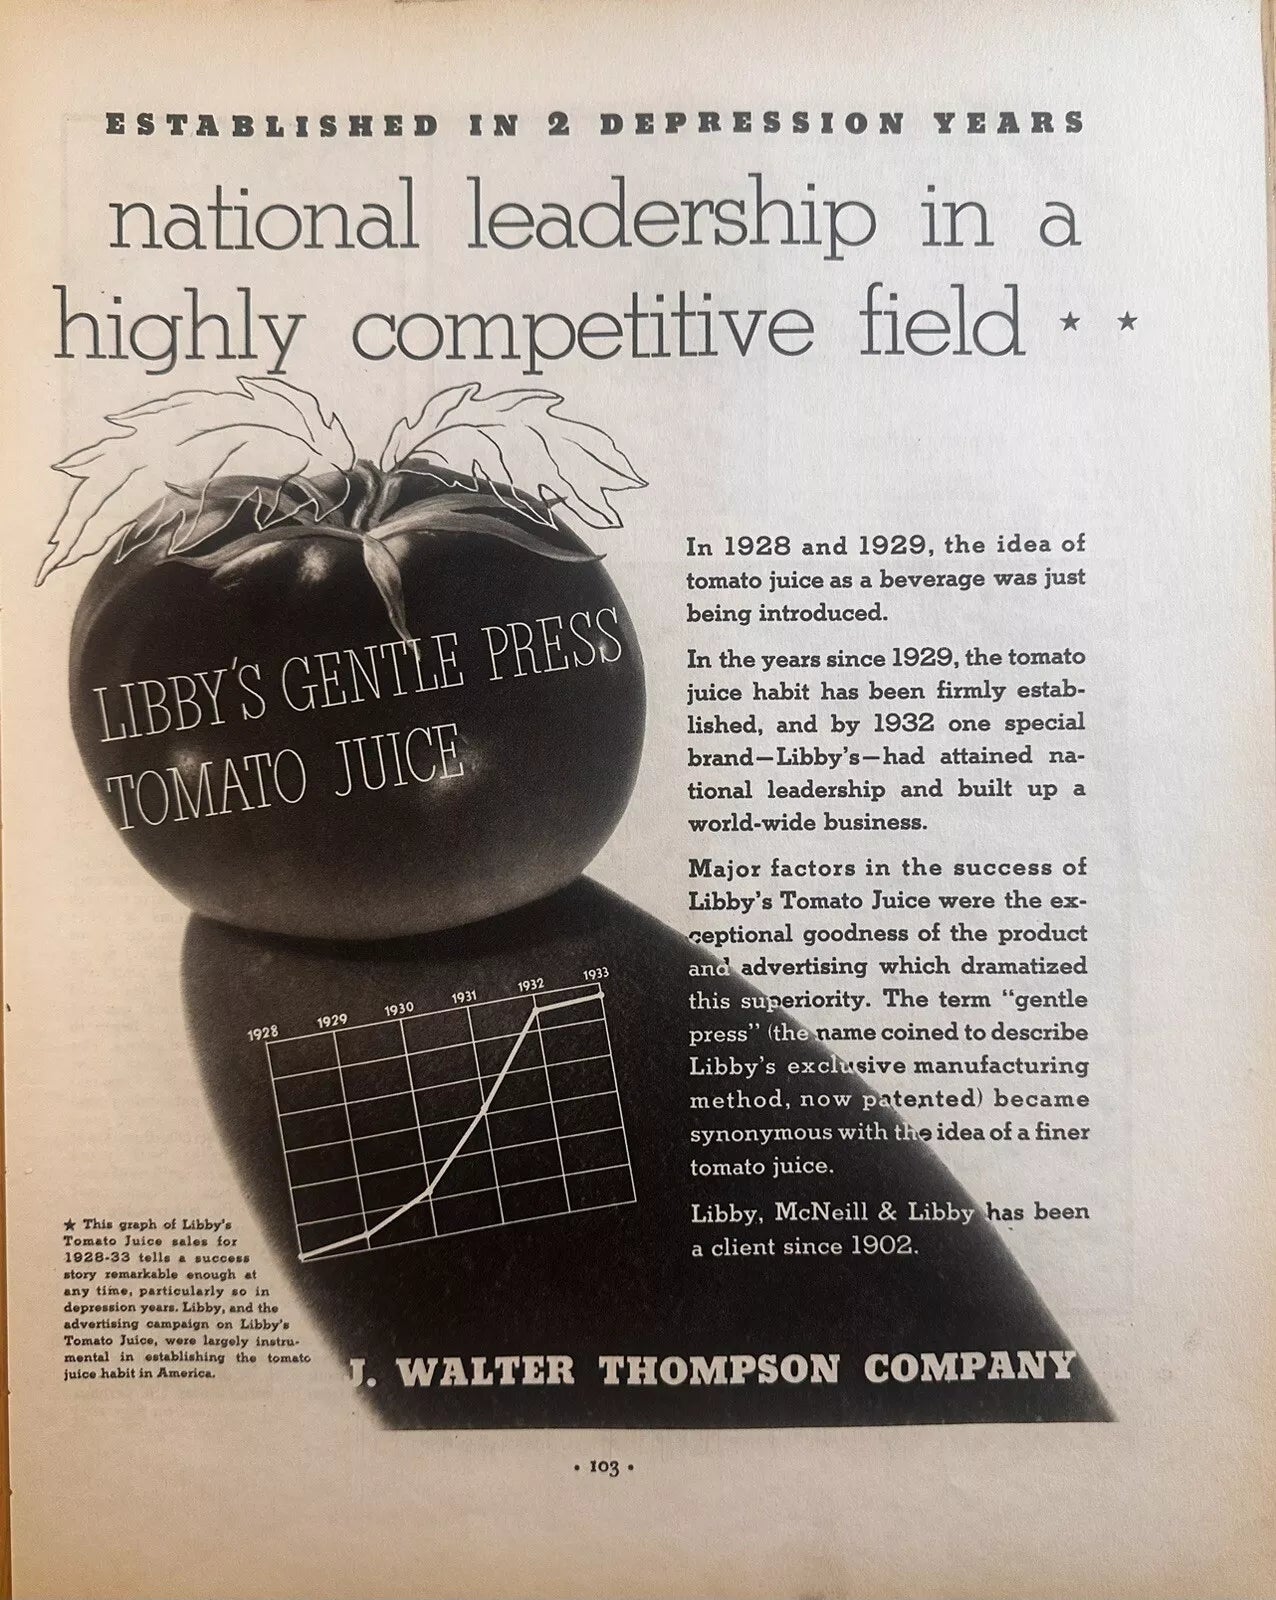 ESTABLISHED IN 2 DEPRESSION YEARS
national leadership in a
highly competitive field ★ ★
LIBBY'S GENTLE PRESS
TOMATO JUICE
In 1928 and 1929, the idea of
tomato juice as a beverage was just
being introduced.
In the years since 1929, the tomato
juice habit has been firmly estab-
lished, and by 1932 one special
brand—Libby's—had attained na-
tional leadership and built up a
world-wide business.
Major factors in the success of
Libby's Tomato Juice were the ex-
ceptional goodness of the product
and advertising which dramatized
this superiority. The term "gentle
press" (the name coined to describe
Libby's exclusive manufacturing
method, now patented) became
synonymous with the idea of a finer
tomato juice.
Libby, McNeill & Libby has been
a client since 1902.
1928 1929 1930 1931 1932 1933
★ This graph of Libby's
Tomato Juice sales for
1928-33 tells a success
story remarkable enough at
any time, particularly so in
depression years. Libby, and the
advertising campaign on Libby's
Tomato Juice, were largely instru-
mental in establishing the tomato
juice habit in America.
J. WALTER THOMPSON COMPANY
• 103 •